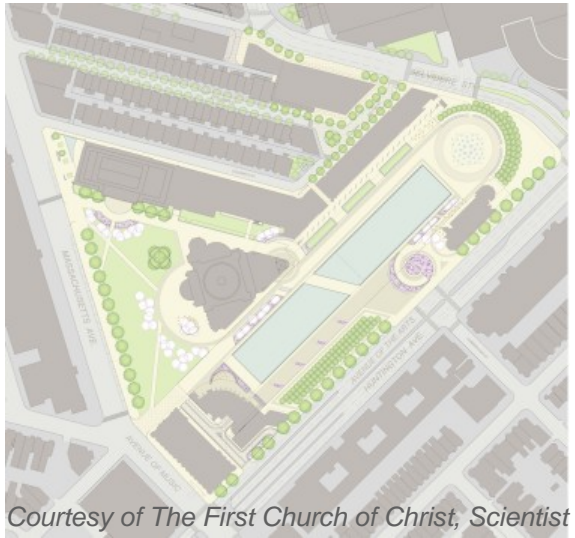 BELVIDERE ST.
MASSACHUSETTS AVE.
AVENUE OF THE ARTS
HUNTINGTON AVE.
AVENUE OF MUSIC
Courtesy of The First Church of Christ, Scientist